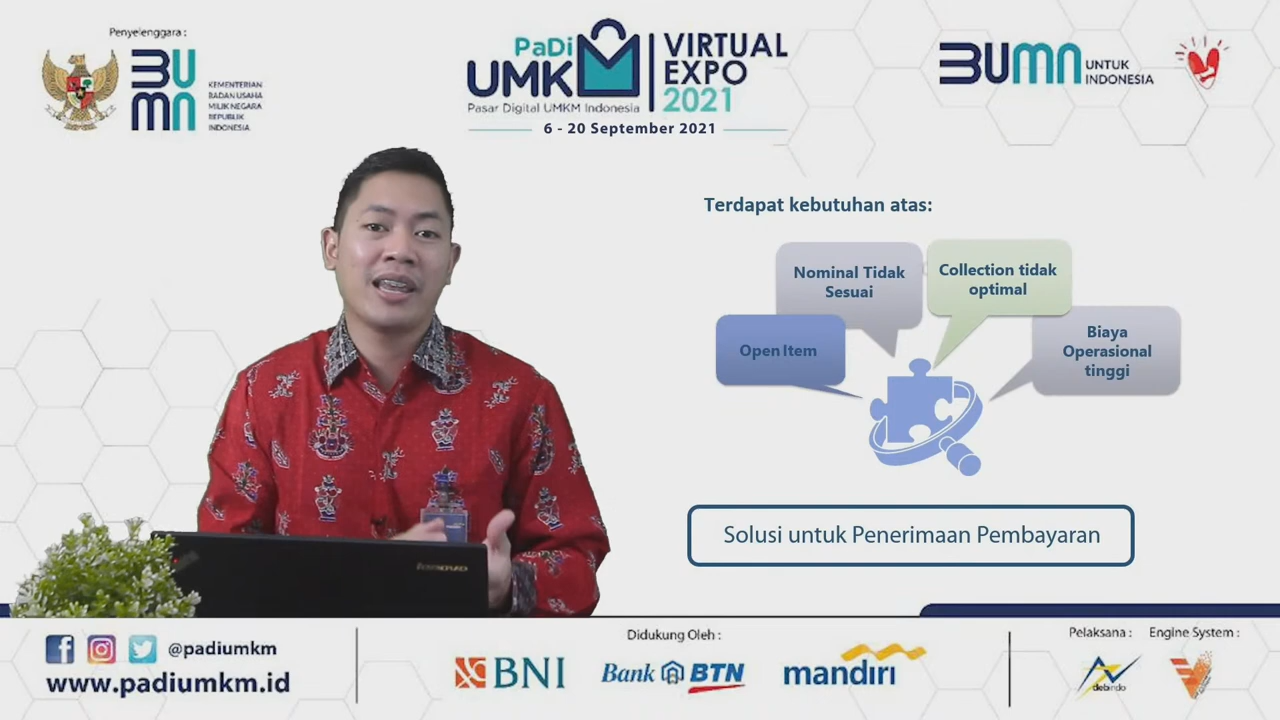 Penyelenggara :
BUMN
KEMENTERIAN
BADAN USAHA
MILIK NEGARA
REPUBLIK
INDONESIA
PaDi
UMKM
Pasar Digital UMKM Indonesia
VIRTUAL
EXPO
2021
6 - 20 September 2021
BUMN
UNTUK
INDONESIA
Terdapat kebutuhan atas:
Nominal Tidak
Sesuai
Collection tidak
optimal
Open Item
Biaya
Operasional
tinggi
Solusi untuk Penerimaan Pembayaran
lenovo
@padiumkm
www.padiumkm.id
Didukung Oleh :
BNI
Bank BTN
mandiri
Pelaksana :
debindo
Engine System :